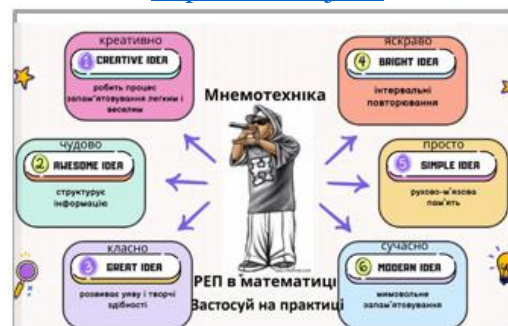 креативно
1 CREATIVE IDEA
робить процес
запам'ятовування легким і
веселим
чудово
2 AWESOME IDEA
структурує
інформацію
класно
3 GREAT IDEA
розвиває уяву і творчі
здібності
Мнемотехніка
РЕП в математиці
Застосуй на практиці
яскраво
4 BRIGHT IDEA
інтервальні
повторювання
просто
5 SIMPLE IDEA
рухово-м'язова
пам'ять
сучасно
6 MODERN IDEA
мимовольне
запам'ятовування